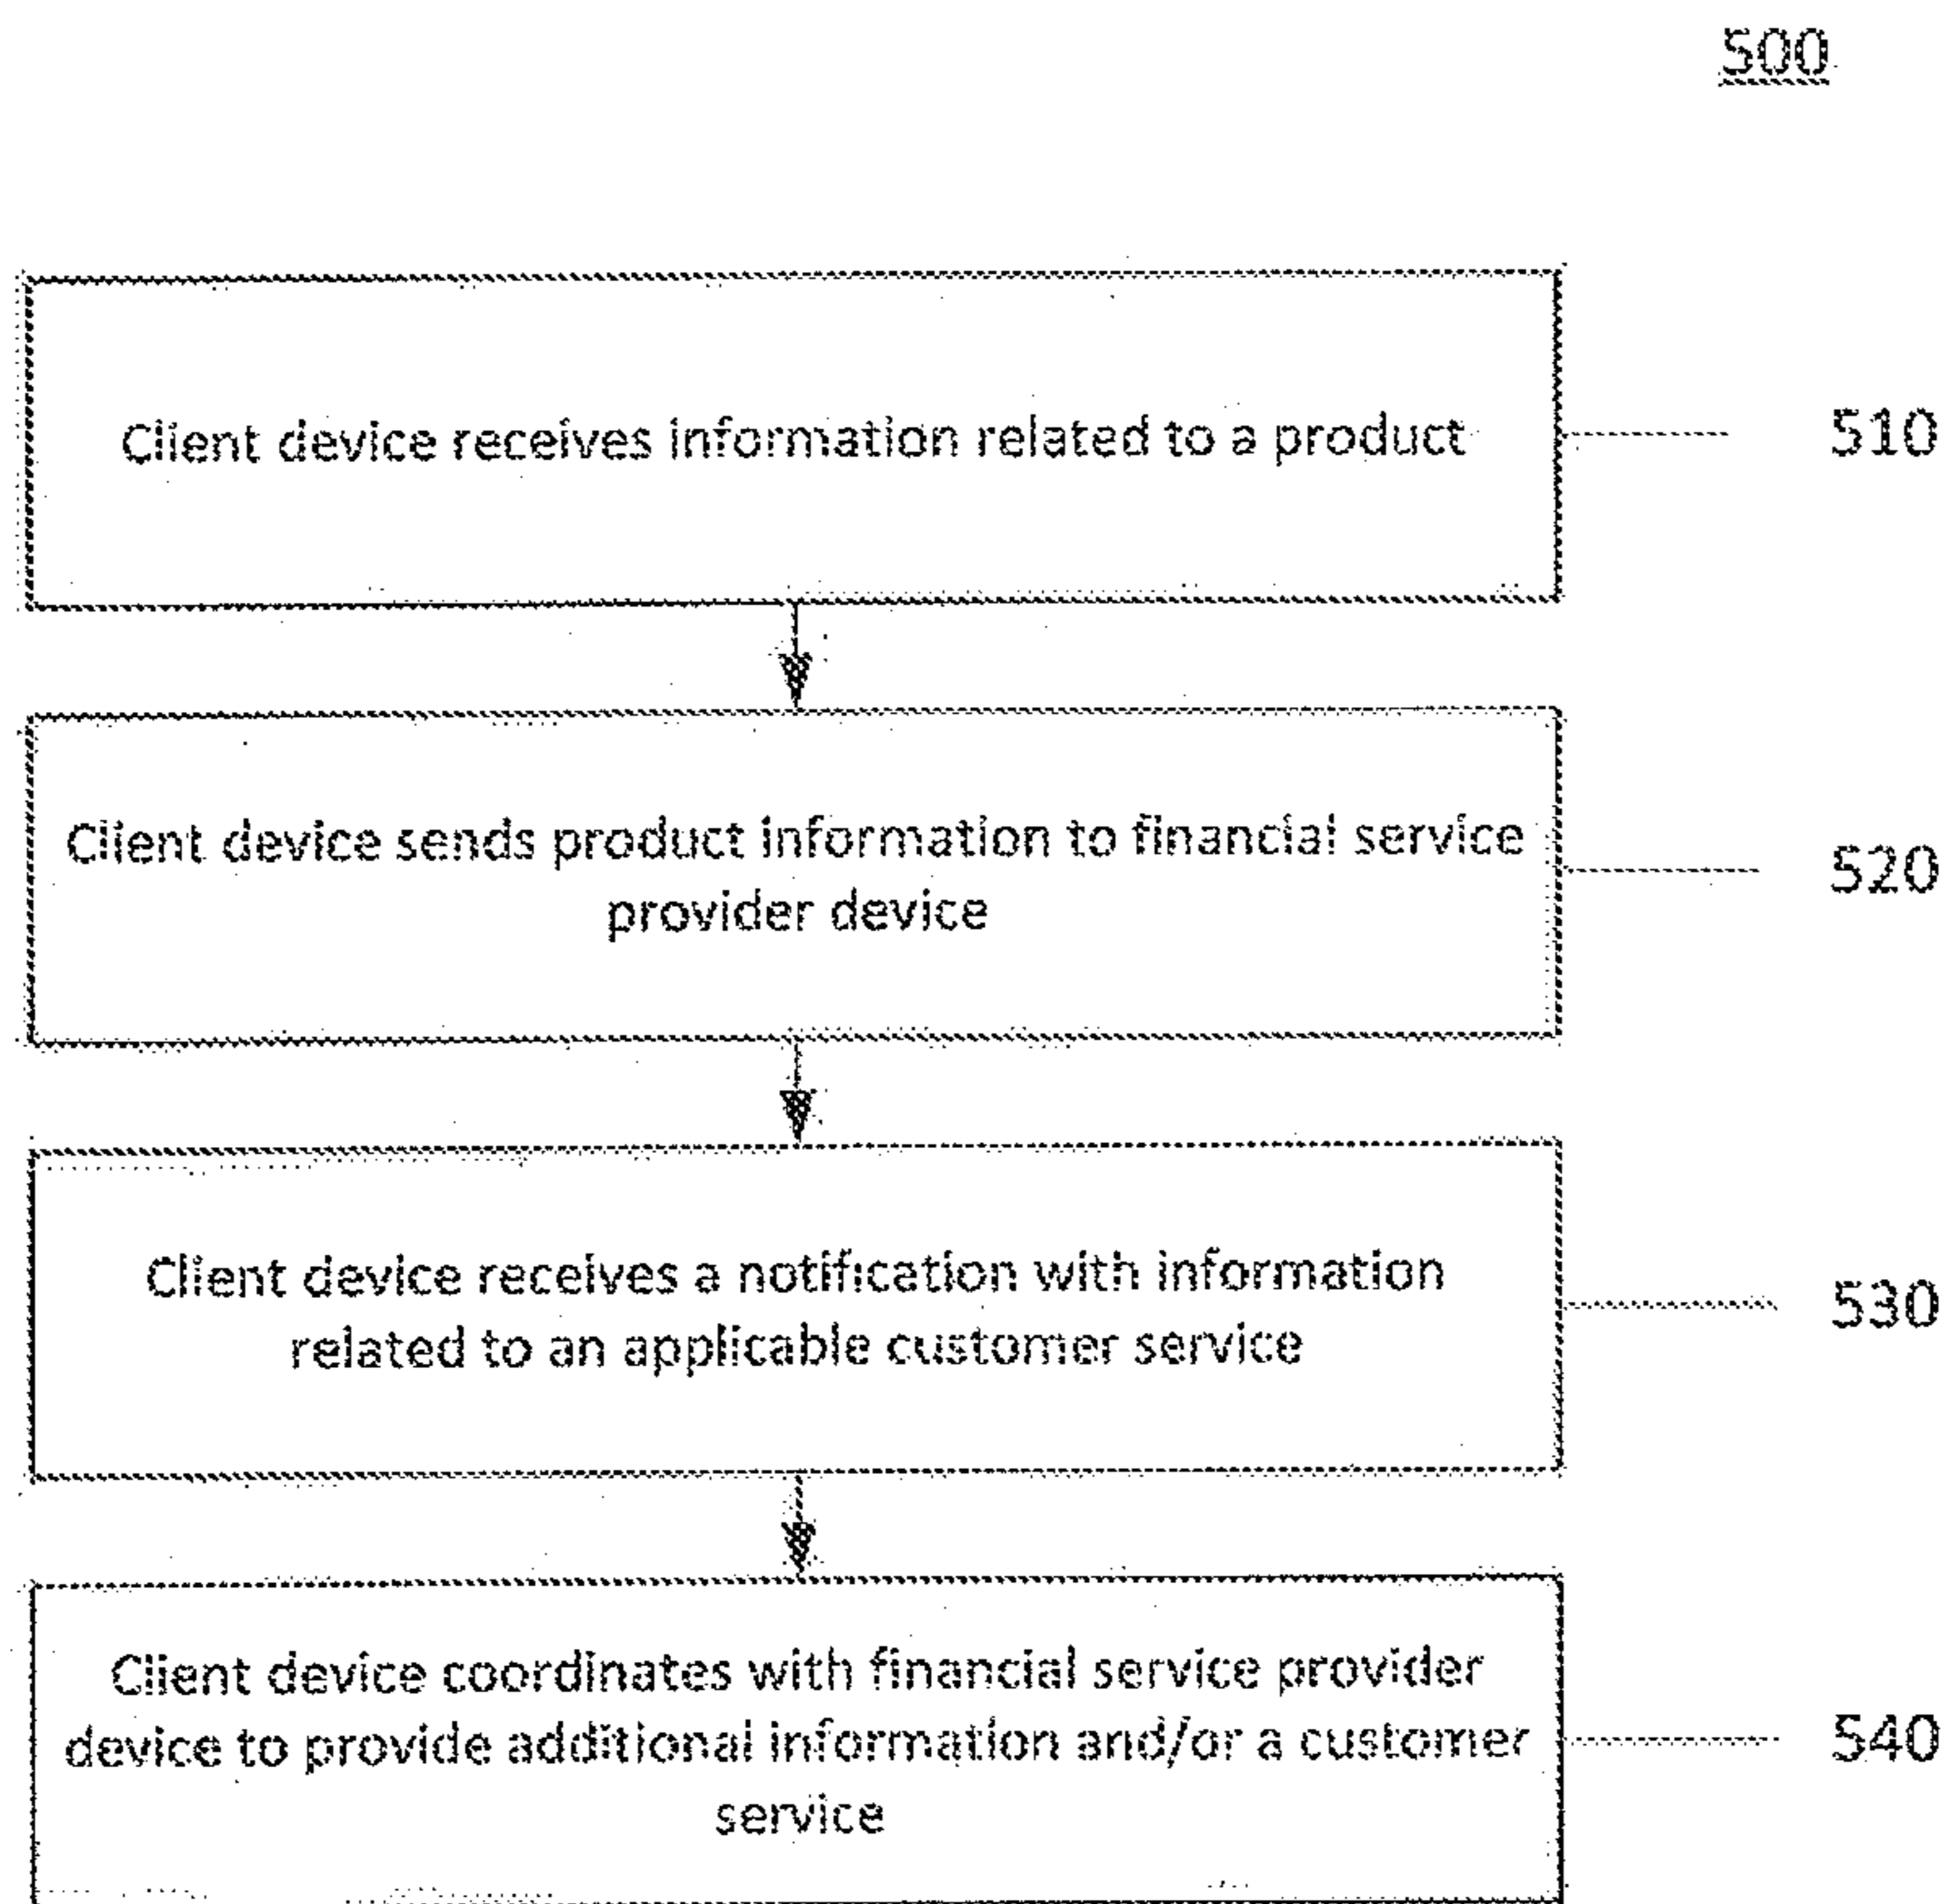 500
Client device receives information related to a product
510
Client device sends product information to financial service
provider device
520
Client device receives a notification with information
related to an applicable customer service
530
Client device coordinates with financial service provider
device to provide additional information and/or a customer
service
540